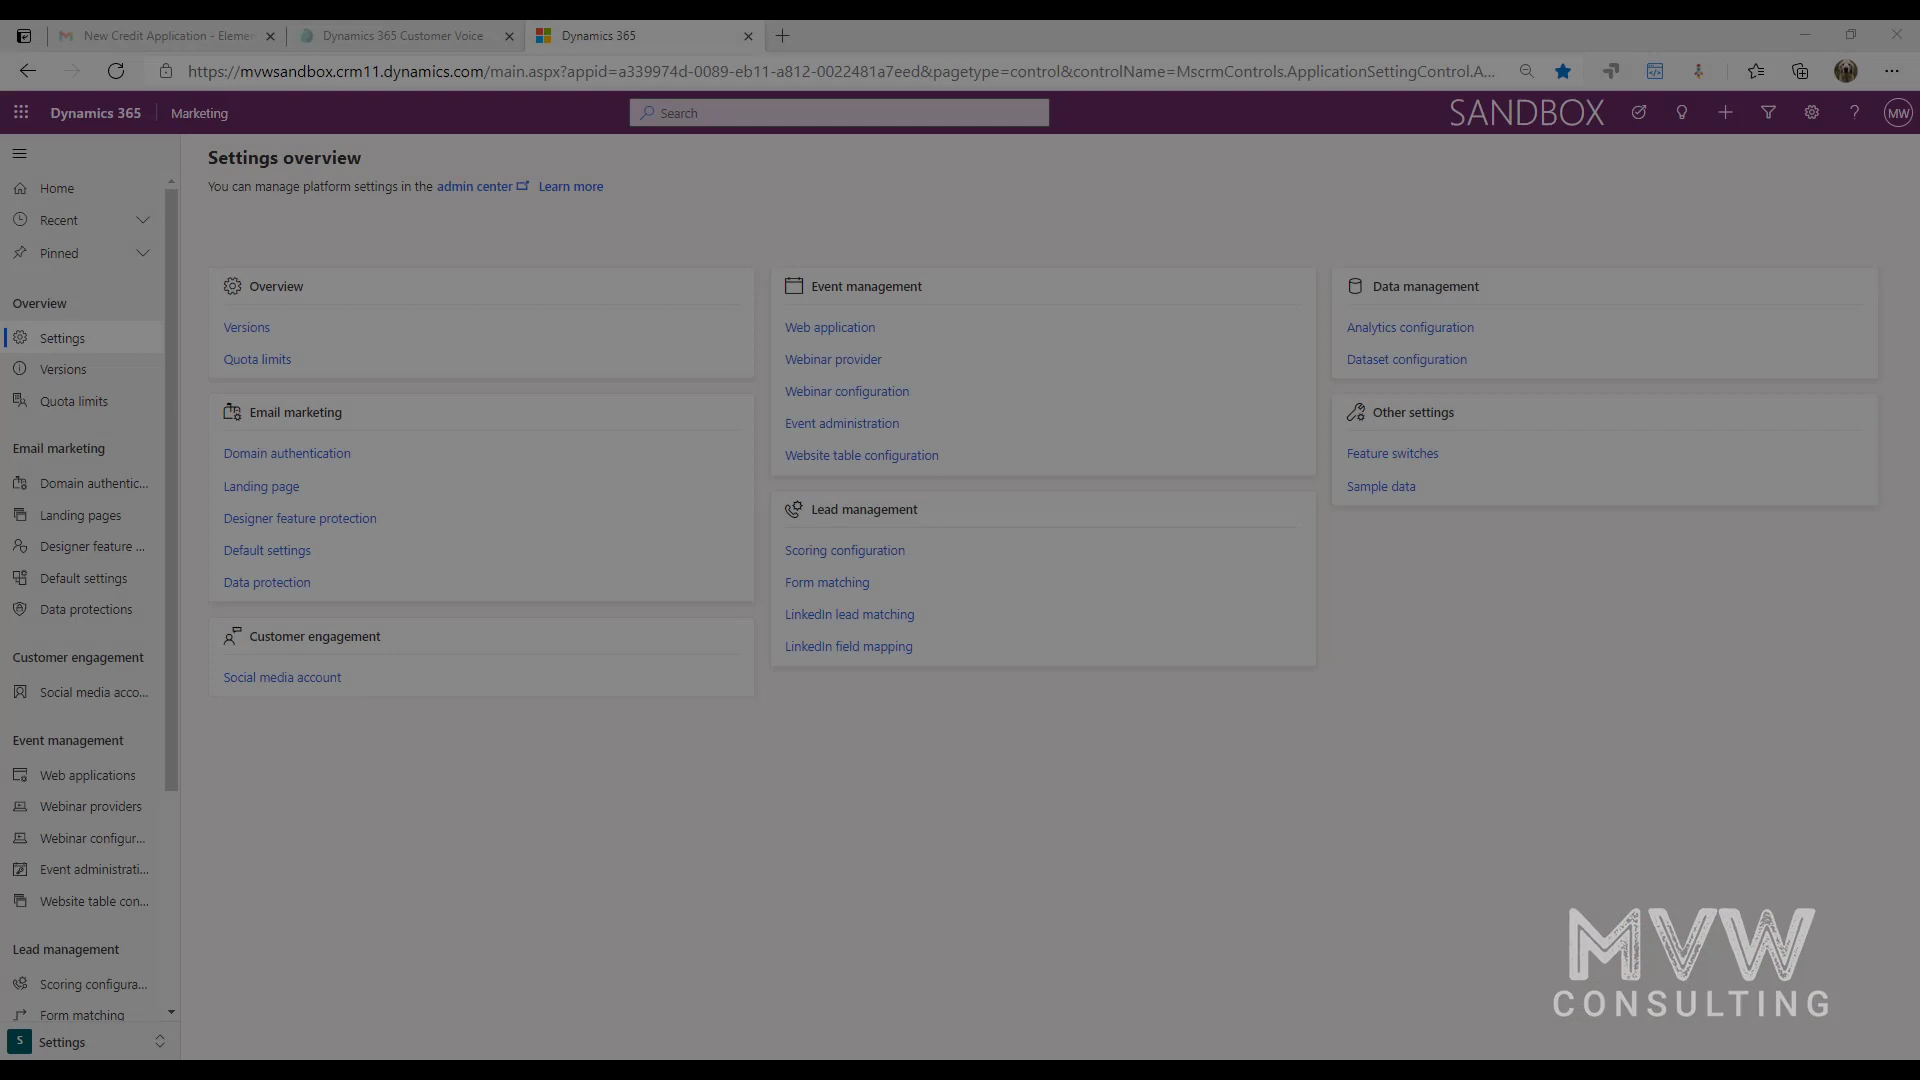 New Credit Application - Eleme
Dynamics 365 Customer Voice
Dynamics 365
https://mvwsandbox.crm11.dynamics.com/main.aspx?appid=a339974d-0089-eb11-a812-0022481a7eed&pagetype=control&controlName=MscrmControls.ApplicationSettingControl.A...
Dynamics 365
Marketing
Search
SANDBOX
MW
Home
Recent
Pinned
Overview
Settings
Versions
Quota limits
Email marketing
Domain authentic...
Landing pages
Designer feature ...
Default settings
Data protections
Customer engagement
Social media acco...
Event management
Web applications
Webinar providers
Webinar configur...
Event administrati...
Website table con...
Lead management
Scoring configura...
Form matching
S
Settings
Settings overview
You can manage platform settings in the admin center Learn more
Overview
Versions
Quota limits
Email marketing
Domain authentication
Landing page
Designer feature protection
Default settings
Data protection
Customer engagement
Social media account
Event management
Web application
Webinar provider
Webinar configuration
Event administration
Website table configuration
Lead management
Scoring configuration
Form matching
LinkedIn lead matching
LinkedIn field mapping
Data management
Analytics configuration
Dataset configuration
Other settings
Feature switches
Sample data
MVW
CONSULTING